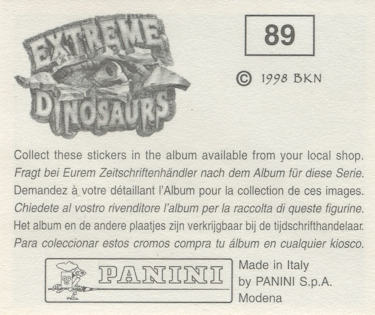 EXTREME
DINOSAURS
89
© 1998 BKN
Collect these stickers in the album available from your local shop.
Fragt bei Eurem Zeitschriftenhändler nach dem Album für diese Serie.
Demandez à votre détaillant l'Album pour la collection de ces images.
Chiedete al vostro rivenditore l'album per la raccolta di queste figurine.
Het album en de andere plaatjes zijn verkrijgbaar bij de tijdschrifthandelaar.
Para coleccionar estos cromos compra tu álbum en cualquier kiosco.
PANINI
Made in Italy
by PANINI S.p.A.
Modena